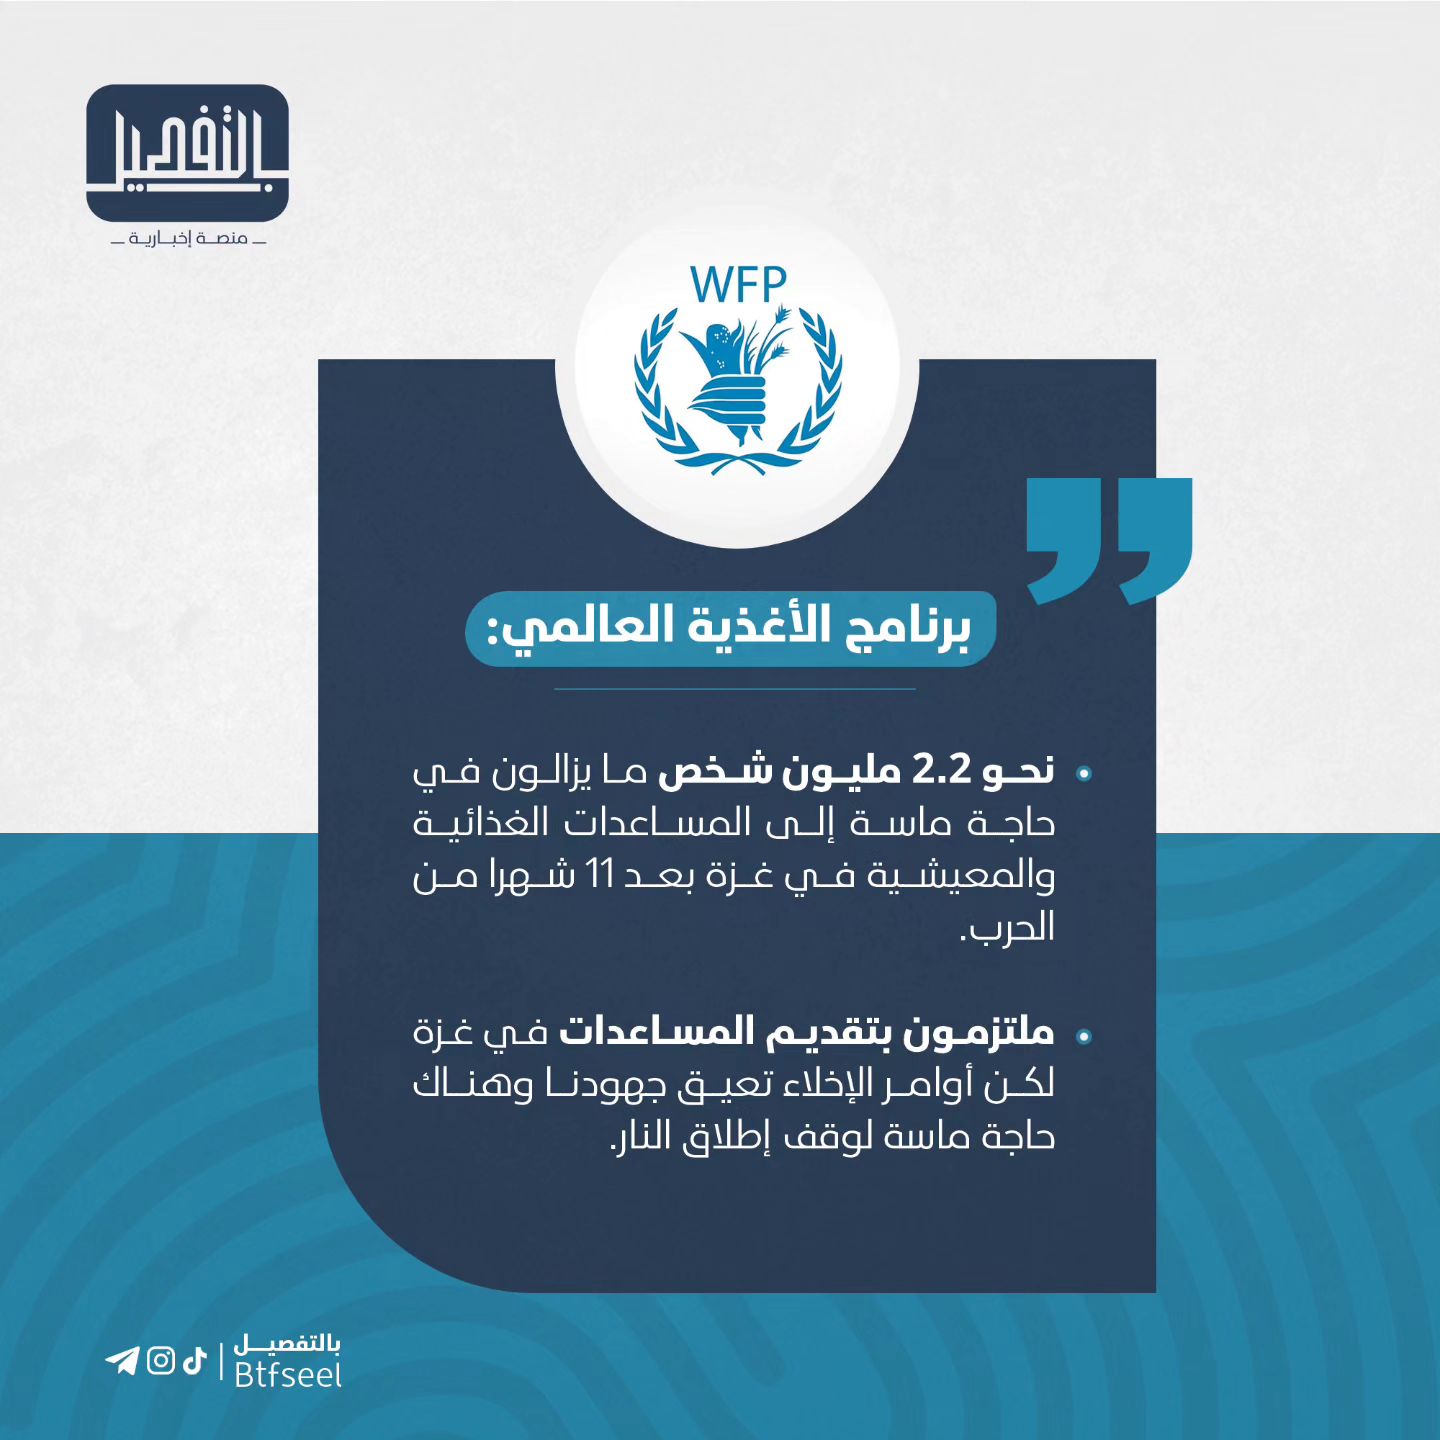 بالتفصيل
منصة إخبارية
WFP
برنامج الأغذية العالمي:
نحو 2.2 مليون شخص ما يزالون في
حاجة ماسة إلى المساعدات الغذائية
والمعيشية في غزة بعد 11 شهرا من
الحرب.
ملتزمون بتقديم المساعدات في غزة
لكن أوامر الإخلاء تعيق جهودنا وهناك
حاجة ماسة لوقف إطلاق النار.
بالتفصيل
Btfseel